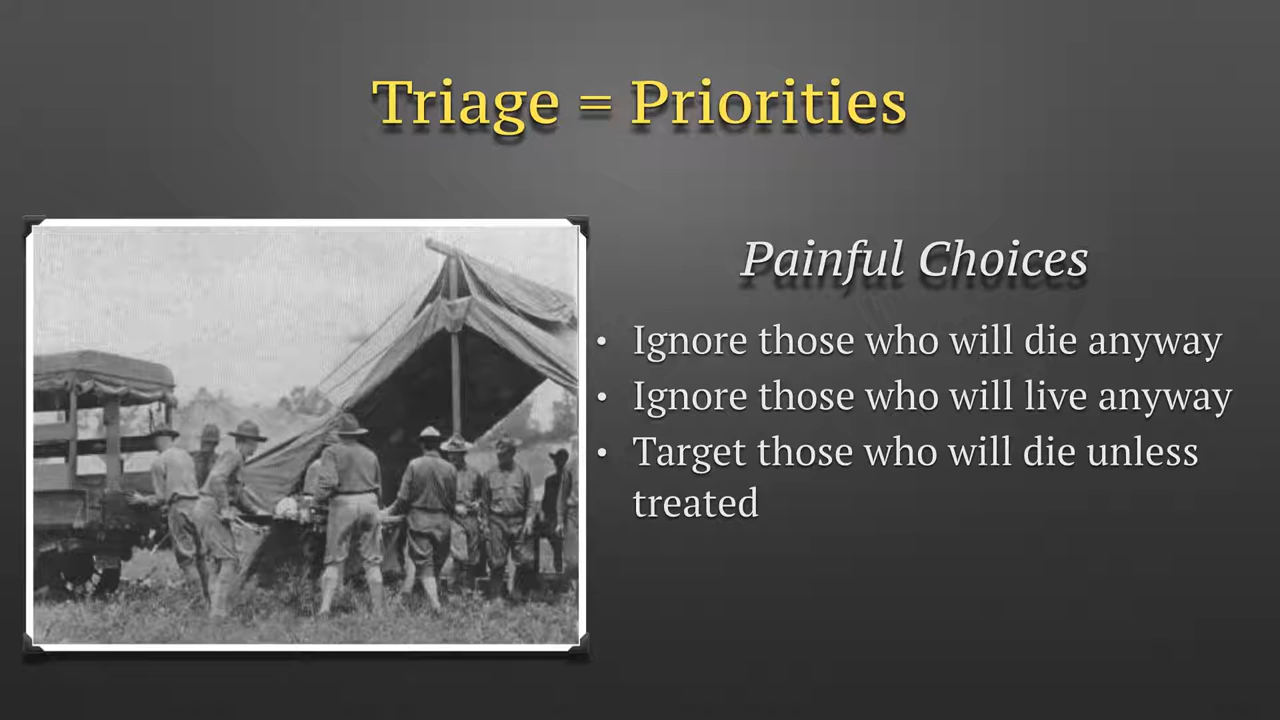 Triage = Priorities
Painful Choices
• Ignore those who will die anyway
• Ignore those who will live anyway
• Target those who will die unless
treated